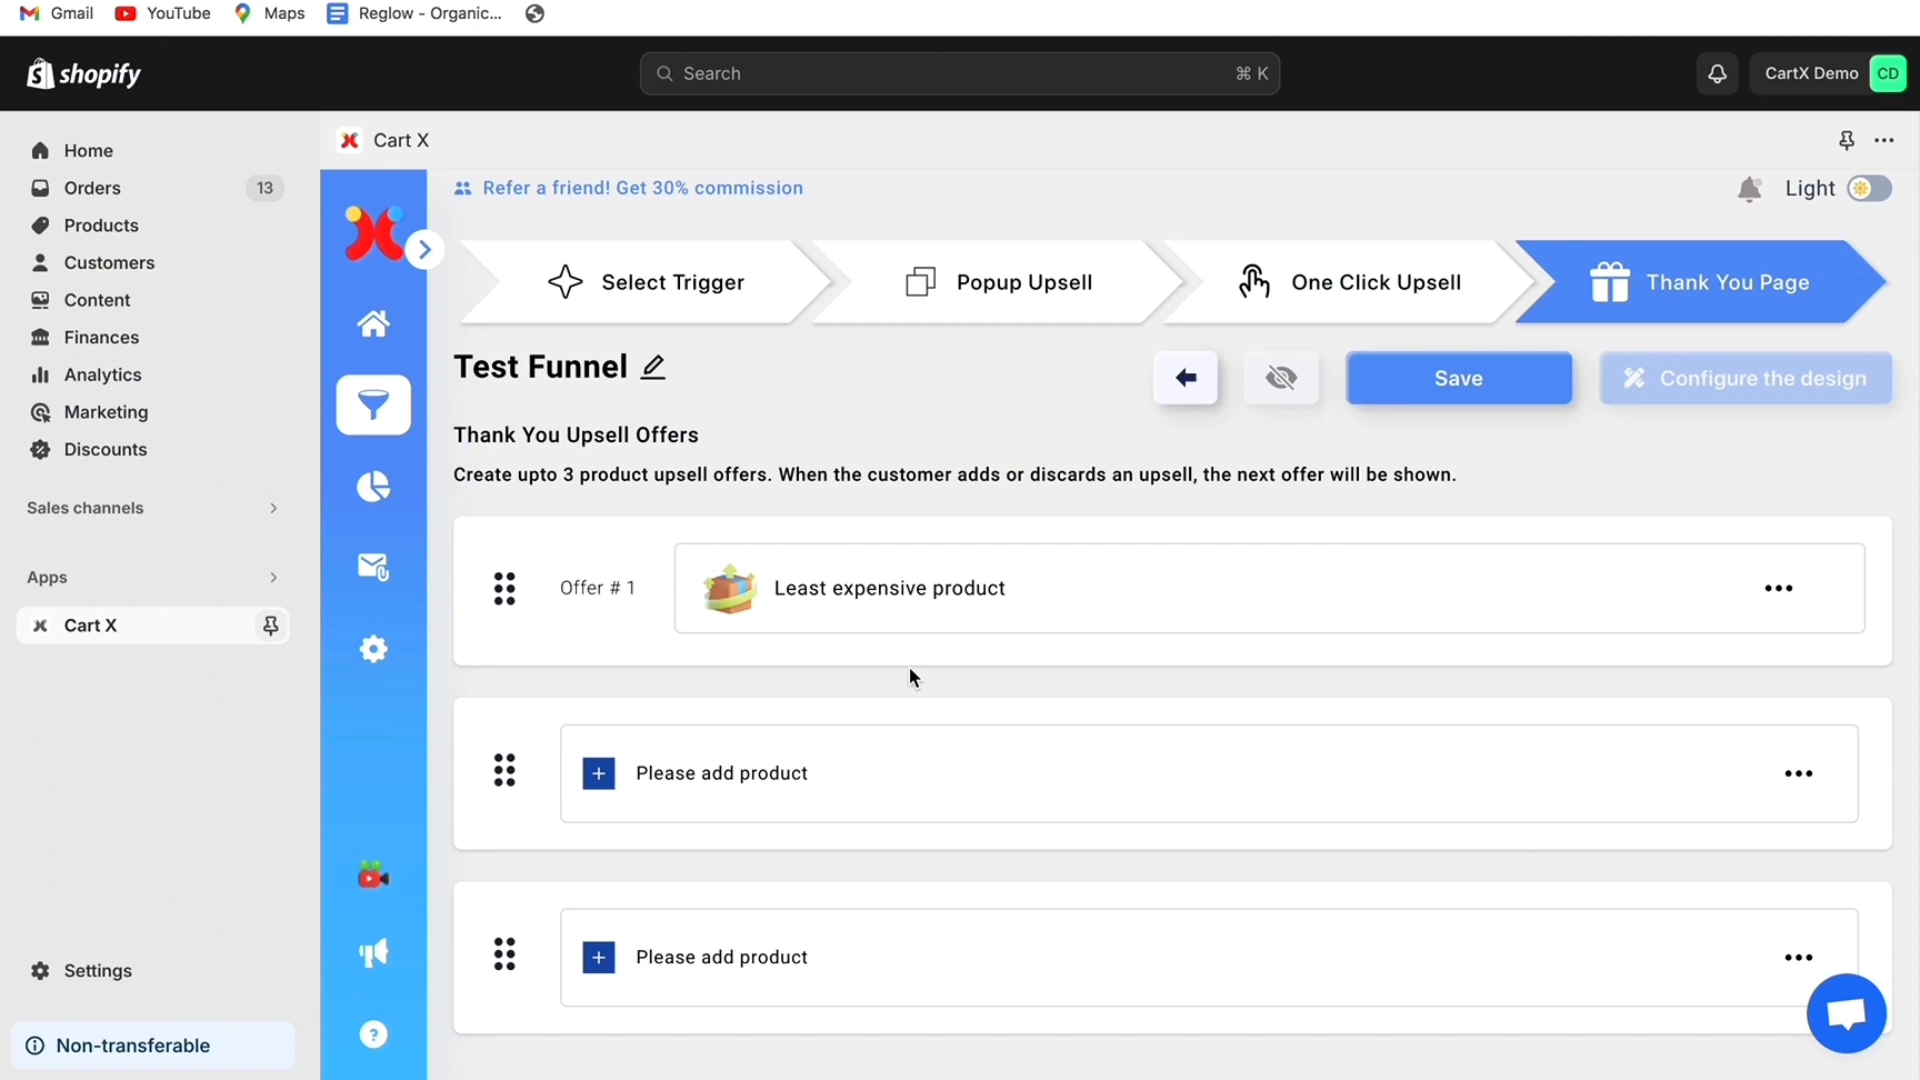 Gmail
YouTube
Maps
Reglow - Organic...
shopify
Search
⌘ K
CartX Demo
CD
Home
Orders
13
Products
Customers
Content
Finances
Analytics
Marketing
Discounts
Sales channels
Apps
Cart X
Settings
Non-transferable
Cart X
Refer a friend! Get 30% commission
Light
Select Trigger
Popup Upsell
One Click Upsell
Thank You Page
Test Funnel
Save
Configure the design
Thank You Upsell Offers
Create upto 3 product upsell offers. When the customer adds or discards an upsell, the next offer will be shown.
Offer # 1
Least expensive product
Please add product
Please add product